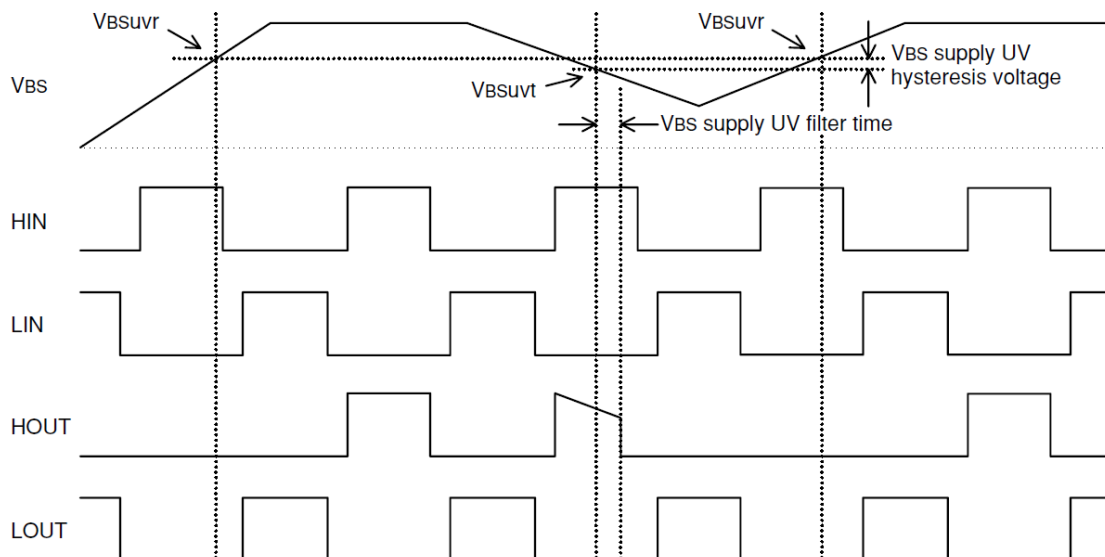 VBSuvr
VBSuvr
VBS supply UV
hysteresis voltage
VBS
VBSuvt
VBS supply UV filter time
HIN
LIN
HOUT
LOUT